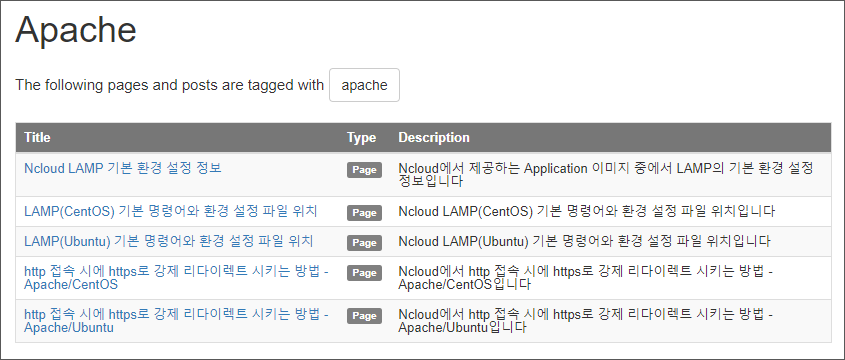 Apache
The following pages and posts are tagged with apache
Title Type Description
Ncloud LAMP 기본 환경 설정 정보 Page Ncloud에서 제공하는 Application 이미지 중에서 LAMP의 기본 환경 설정
정보입니다
LAMP(CentOS) 기본 명령어와 환경 설정 파일 위치 Page Ncloud LAMP(CentOS) 기본 명령어와 환경 설정 파일 위치입니다
LAMP(Ubuntu) 기본 명령어와 환경 설정 파일 위치 Page Ncloud LAMP(Ubuntu) 기본 명령어와 환경 설정 파일 위치입니다
http 접속 시에 https로 강제 리다이렉트 시키는 방법 - Page Ncloud에서 http 접속 시에 https로 강제 리다이렉트 시키는 방법 -
Apache/CentOS Apache/CentOS입니다
http 접속 시에 https로 강제 리다이렉트 시키는 방법 - Page Ncloud에서 http 접속 시에 https로 강제 리다이렉트 시키는 방법 -
Apache/Ubuntu Apache/Ubuntu입니다